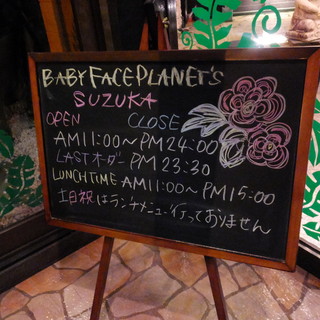 BABY FACE PLANET'S
SUZUKA
OPEN CLOSE
AM11:00~PM24:00
LASTオーダー PM23:30
LUNCHTIME AM11:00~PM15:00
土日祝はランチメニュー行っておりません